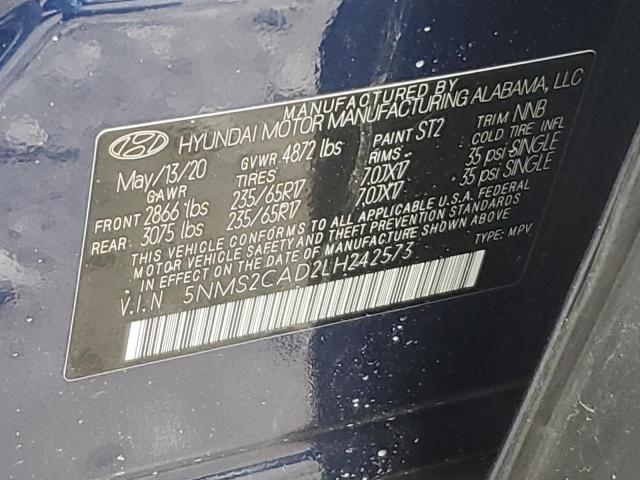 MANUFACTURED BY
HYUNDAI MOTOR MANUFACTURING ALABAMA, LLC
May/13/20 GVWR 4872 lbs PAINT ST2 TRIM NNB
GAWR TIRES RIMS- COLD TIRE INFL
FRONT 2866 lbs 235/65R17 7.0JX17 35 psi SINGLE
REAR 3075 lbs 235/65R17 7.0JX17 35 psi SINGLE
THIS VEHICLE CONFORMS TO ALL APPLICABLE U.S.A. FEDERAL
MOTOR VEHICLE SAFETY AND THEFT PREVENTION STANDARDS
IN EFFECT ON THE DATE OF MANUFACTURE SHOWN ABOVE
V.I.N 5NMS2CAD2LH242573 TYPE: MPV